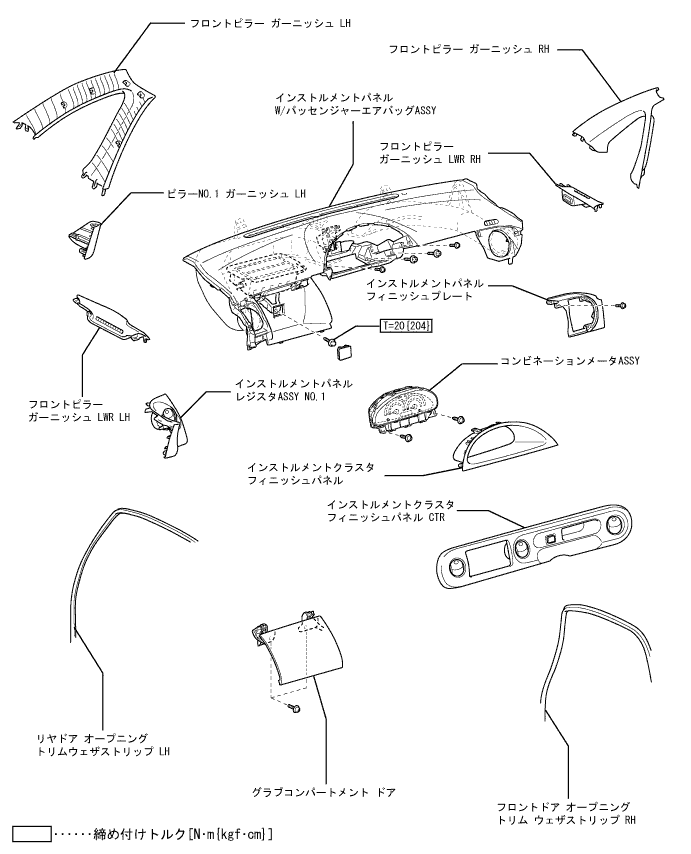 フロントピラー ガーニッシュ LH
フロントピラー ガーニッシュ RH
インストルメントパネル
W/パッセンジャーエアバッグASSY
フロントピラー
ガーニッシュ LWR RH
ピラーNO.1 ガーニッシュ LH
インストルメントパネル
フィニッシュプレート
T=20{204}
コンビネーションメータASSY
インストルメントパネル
レジスタASSY NO.1
フロントピラー
ガーニッシュ LWR LH
インストルメントクラスタ
フィニッシュパネル
インストルメントクラスタ
フィニッシュパネル CTR
リヤドア オープニング
トリムウェザストリップ LH
グラブコンパートメント ドア
フロントドア オープニング
トリム ウェザストリップ RH
······締め付けトルク[N·m{kgf·cm}]